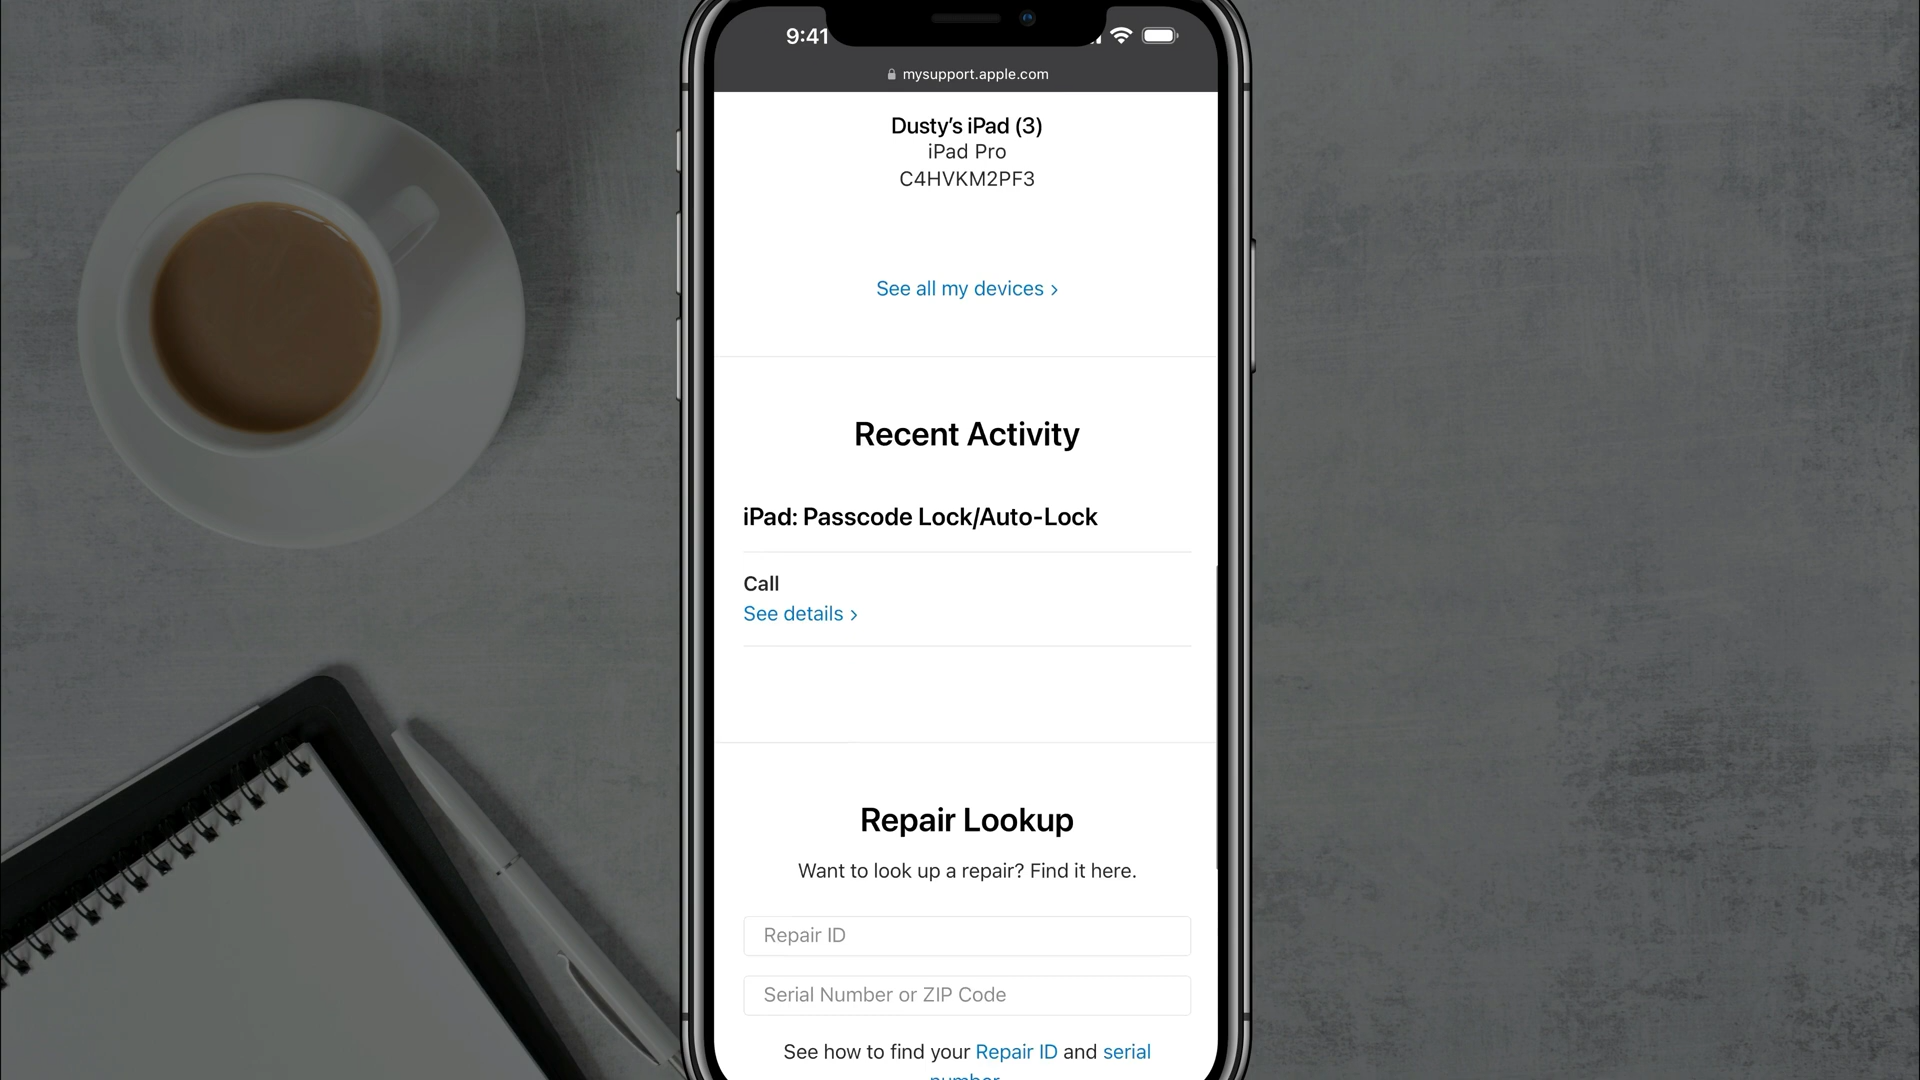 9:41
mysupport.apple.com
Dusty’s iPad (3)
iPad Pro
C4HVKM2PF3
See all my devices ›
Recent Activity
iPad: Passcode Lock/Auto-Lock
Call
See details ›
Repair Lookup
Want to look up a repair? Find it here.
Repair ID
Serial Number or ZIP Code
See how to find your Repair ID and serial
number